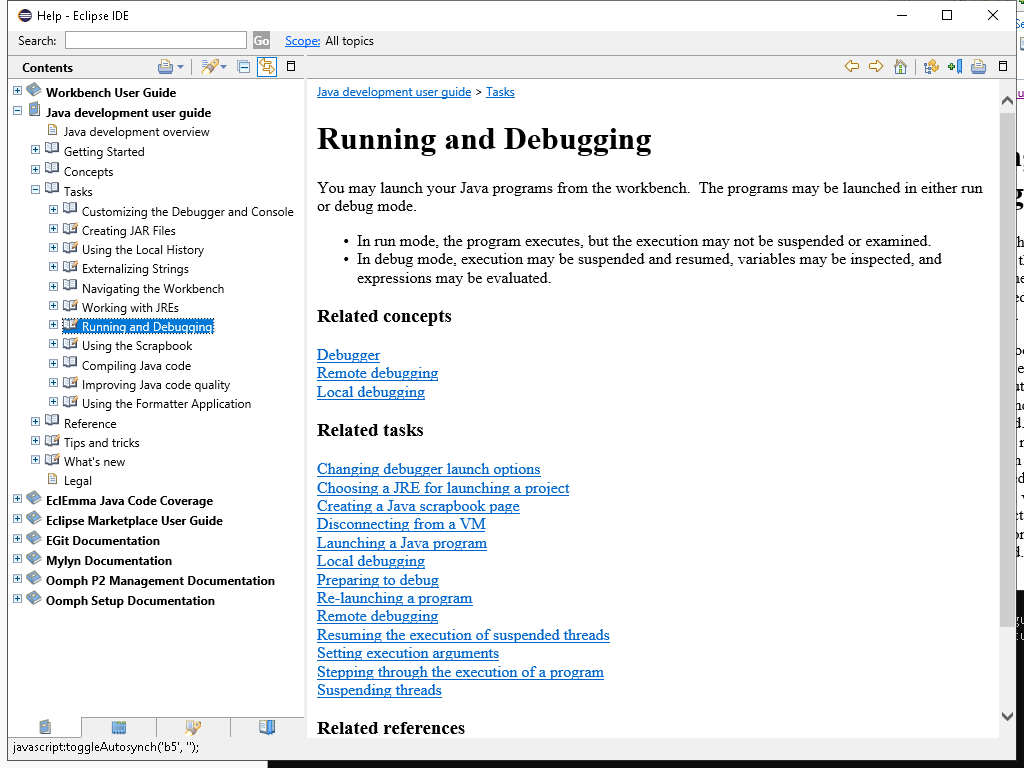 Help - Eclipse IDE
Search:
Go
Scope: All topics
Contents
Workbench User Guide
Java development user guide
Java development overview
Getting Started
Concepts
Tasks
Customizing the Debugger and Console
Creating JAR Files
Using the Local History
Externalizing Strings
Navigating the Workbench
Working with JREs
Running and Debugging
Using the Scrapbook
Compiling Java code
Improving Java code quality
Using the Formatter Application
Reference
Tips and tricks
What's new
Legal
EclEmma Java Code Coverage
Eclipse Marketplace User Guide
EGit Documentation
Mylyn Documentation
Oomph P2 Management Documentation
Oomph Setup Documentation
Java development user guide > Tasks
Running and Debugging
You may launch your Java programs from the workbench.  The programs may be launched in either run
or debug mode.
• In run mode, the program executes, but the execution may not be suspended or examined.
• In debug mode, execution may be suspended and resumed, variables may be inspected, and
expressions may be evaluated.
Related concepts
Debugger
Remote debugging
Local debugging
Related tasks
Changing debugger launch options
Choosing a JRE for launching a project
Creating a Java scrapbook page
Disconnecting from a VM
Launching a Java program
Local debugging
Preparing to debug
Re-launching a program
Remote debugging
Resuming the execution of suspended threads
Setting execution arguments
Stepping through the execution of a program
Suspending threads
Related references
javascript:toggleAutosynch('b5', '');